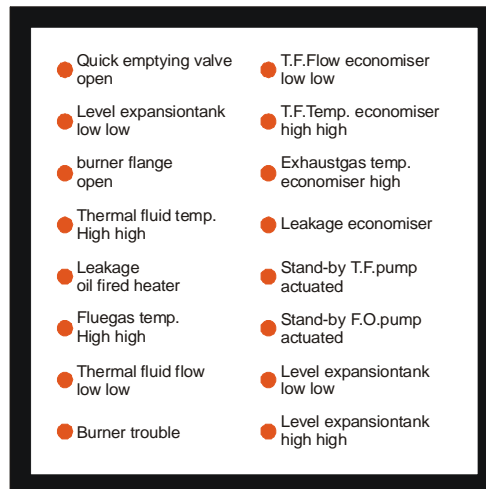 Quick emptying valve
open
Level expansiontank
low low
burner flange
open
Thermal fluid temp.
High high
Leakage
oil fired heater
Fluegas temp.
High high
Thermal fluid flow
low low
Burner trouble
T.F.Flow economiser
low low
T.F.Temp. economiser
high high
Exhaustgas temp.
economiser high
Leakage economiser
Stand-by T.F.pump
actuated
Stand-by F.O.pump
actuated
Level expansiontank
low low
Level expansiontank
high high